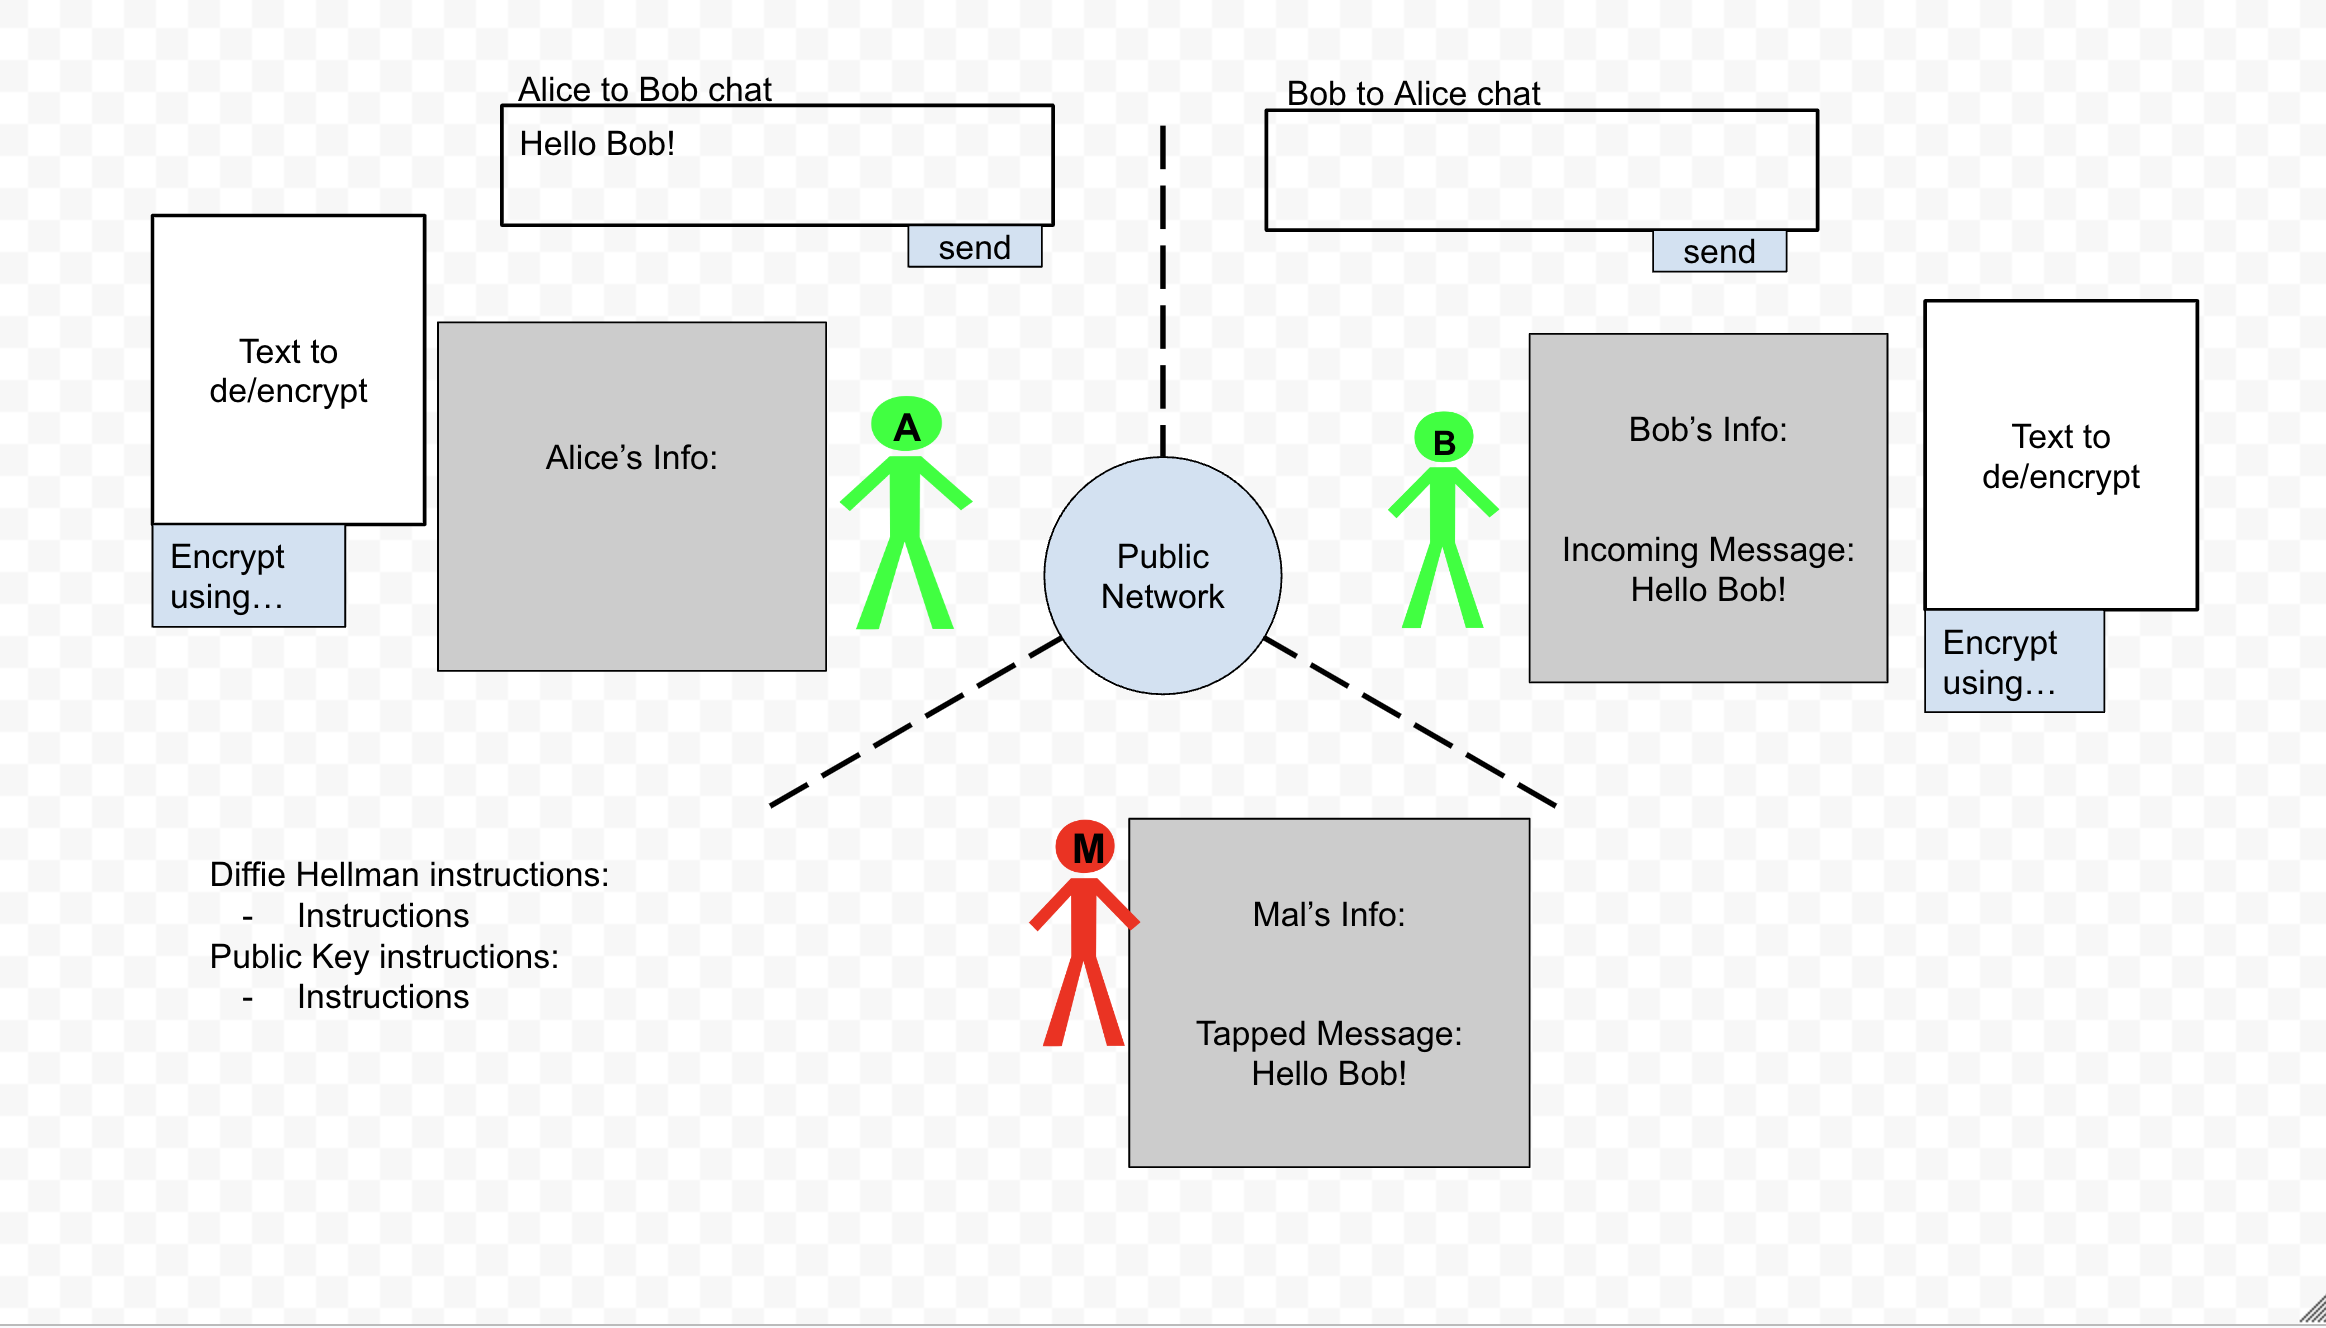 Alice to Bob chat
Hello Bob!
send
Bob to Alice chat
send
Text to
de/encrypt
Encrypt
using…
Alice’s Info:
A
Public
Network
B
Bob’s Info:
Incoming Message:
Hello Bob!
Text to
de/encrypt
Encrypt
using…
Diffie Hellman instructions:
- Instructions
Public Key instructions:
- Instructions
M
Mal’s Info:
Tapped Message:
Hello Bob!